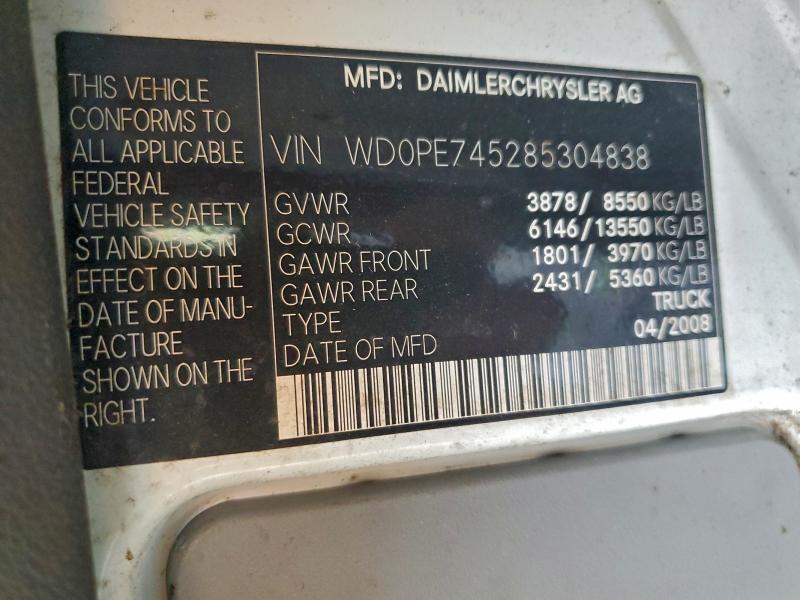 THIS VEHICLE
CONFORMS TO
ALL APPLICABLE
FEDERAL
VEHICLE SAFETY
STANDARDS IN
EFFECT ON THE
DATE OF MANU-
FACTURE
SHOWN ON THE
RIGHT.
MFD: DAIMLERCHRYSLER AG
VIN WD0PE745285304838
GVWR 3878/ 8550 KG/LB
GCWR 6146/13550 KG/LB
GAWR FRONT 1801/ 3970 KG/LB
GAWR REAR 2431/ 5360 KG/LB
TYPE TRUCK
DATE OF MFD 04/2008